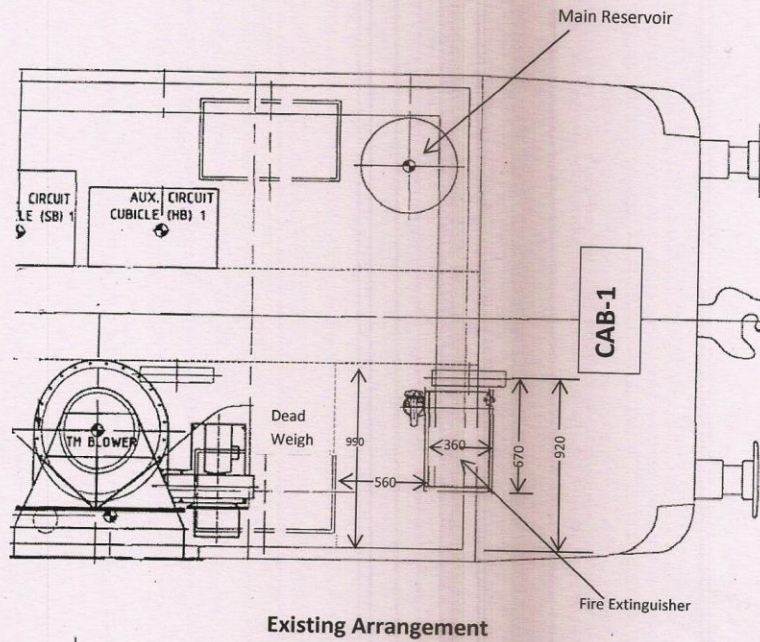 Main Reservoir
CIRCUIT
LE (SB) 1
AUX. CIRCUIT
CUBICLE (HB) 1
CAB-1
TM BLOWER
Dead
Weigh
990
360
670
920
560
Fire Extinguisher
Existing Arrangement